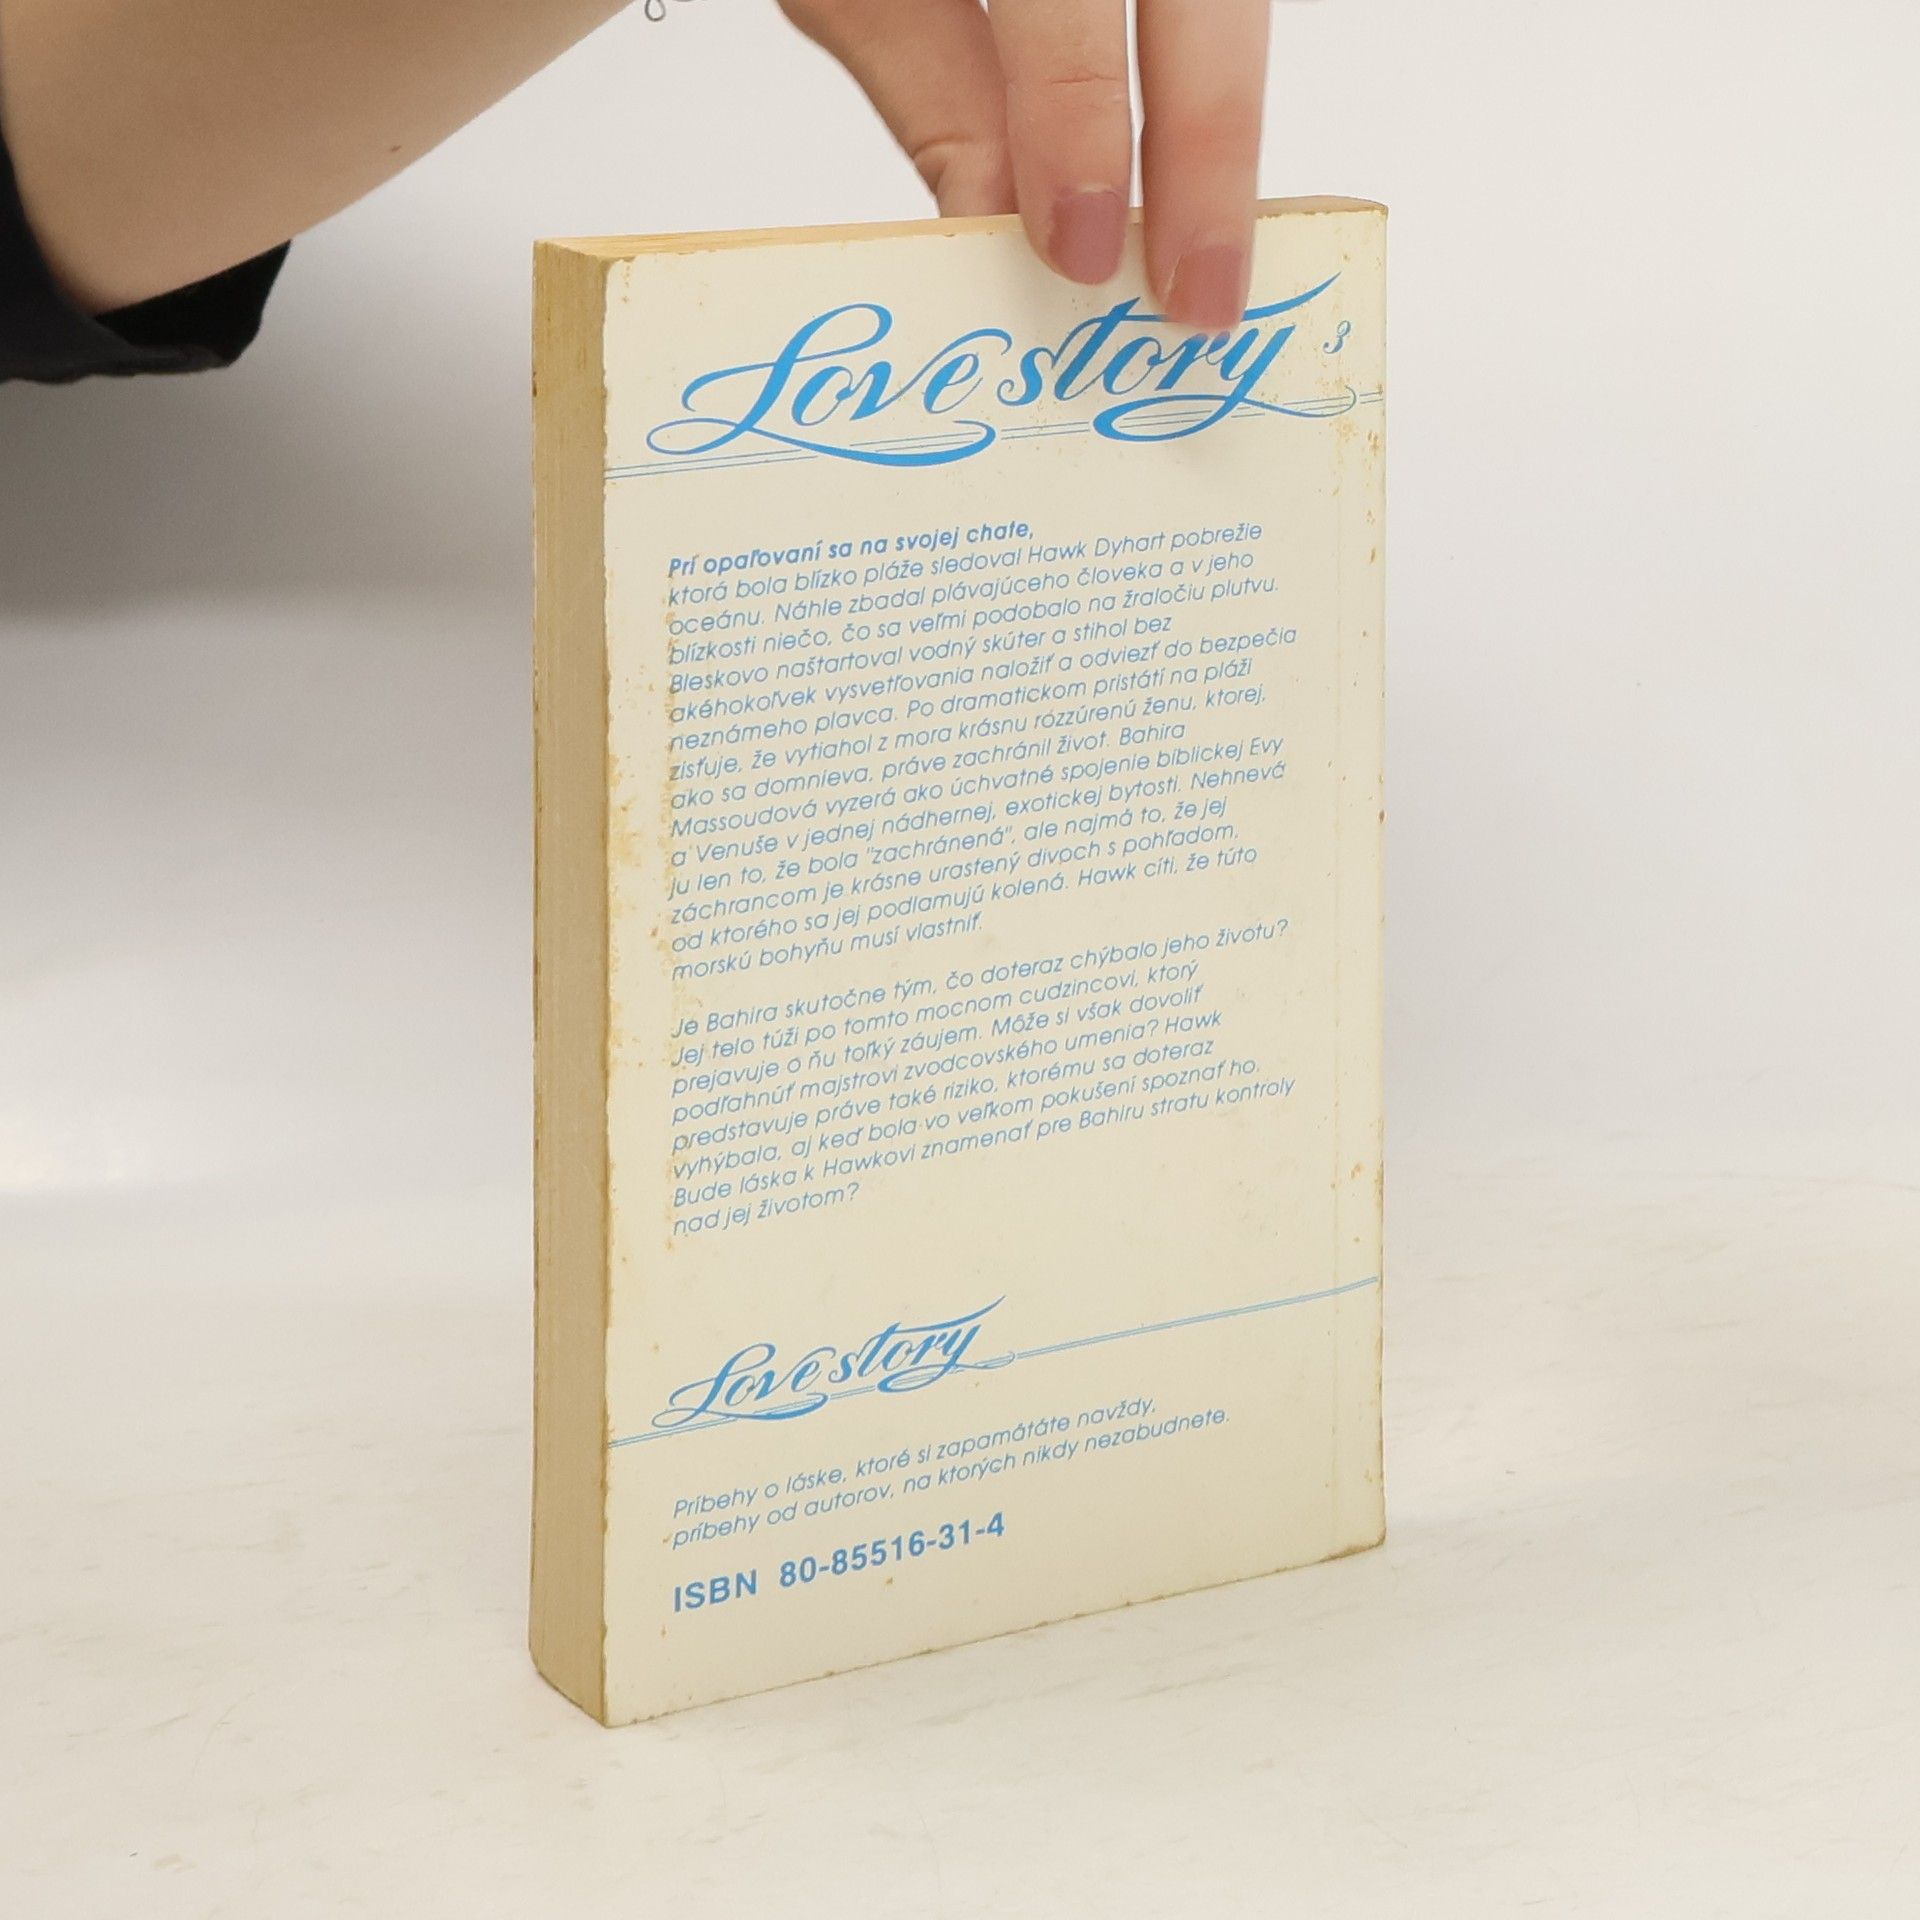 Love story 3
Pri opaľovaní sa na svojej chate,
ktorá bola blízko pláže sledoval Hawk Dyhart pobrežie
oceánu. Náhle zbadal plávajúceho človeka a v jeho
blízkosti niečo, čo sa veľmi podobalo na žraločiu plutvu.
Bleskovo naštartoval vodný skúter a stihol bez
akéhokoľvek vysvetľovania naložiť a odviezť do bezpečia
neznámeho plavca. Po dramatickom pristátí na pláži
zisťuje, že vytiahol z mora krásnu rozzúrenú ženu, ktorej,
ako sa domnieva, práve zachránil život. Bahira
Massoudová vyzerá ako úchvatné spojenie biblickej Evy
a Venuše v jednej nádhernej, exotickej bytosti. Nehnevá
ju len to, že bola "zachránená", ale najmä to, že jej
záchrancom je krásne urastený divoch s pohľadom,
od ktorého sa jej podlamujú kolená. Hawk cíti, že túto
morskú bohyňu musí vlastniť.
Je Bahira skutočne tým, čo doteraz chýbalo jeho životu?
Jej telo túži po tomto mocnom cudzincovi, ktorý
prejavuje o ňu toľký záujem. Môže si však dovoliť
podľahnúť majstrovi zvodcovského umenia? Hawk
predstavuje práve také riziko, ktorému sa doteraz
vyhýbala, aj keď bola vo veľkom pokušení spoznať ho.
Bude láska k Hawkovi znamenať pre Bahiru stratu kontroly
nad jej životom?
Love story
Príbehy o láske, ktoré si zapamätáte navždy,
príbehy od autorov, na ktorých nikdy nezabudnete.
ISBN 80-85516-31-4